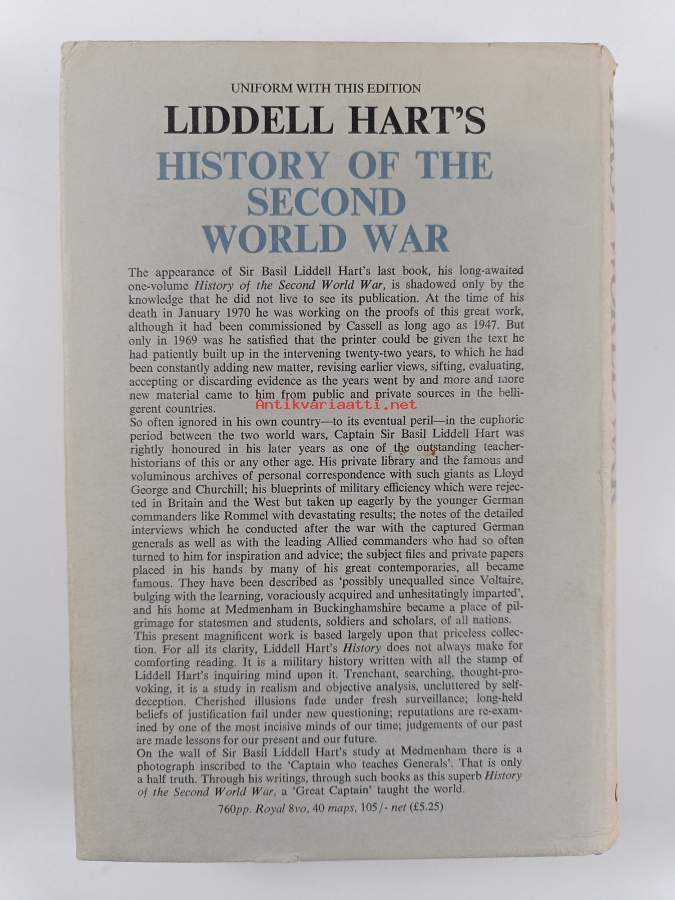 UNIFORM WITH THIS EDITION
LIDDELL HART'S
HISTORY OF THE
SECOND
WORLD WAR
The appearance of Sir Basil Liddell Hart's last book, his long-awaited
one-volume History of the Second World War, is shadowed only by the
knowledge that he did not live to see its publication. At the time of his
death in January 1970 he was working on the proofs of this great work,
although it had been commissioned by Cassell as long ago as 1947. But
only in 1969 was he satisfied that the printer could be given the text he
had patiently built up in the intervening twenty-two years, to which he had
been constantly adding new matter, revising earlier views, sifting, evaluating,
accepting or discarding evidence as the years went by and more and more
new material came to him from public and private sources in the belli-
gerent countries.
Antikvariaatti.net
So often ignored in his own country—to its eventual peril—in the euphoric
period between the two world wars, Captain Sir Basil Liddell Hart was
rightly honoured in his later years as one of the outstanding teacher-
historians of this or any other age. His private library and the famous and
voluminous archives of personal correspondence with such giants as Lloyd
George and Churchill; his blueprints of military efficiency which were rejec-
ted in Britain and the West but taken up eagerly by the younger German
commanders like Rommel with devastating results; the notes of the detailed
interviews which he conducted after the war with the captured German
generals as well as with the leading Allied commanders who had so often
turned to him for inspiration and advice; the subject files and private papers
placed in his hands by many of his great contemporaries, all became
famous. They have been described as 'possibly unequalled since Voltaire,
bulging with the learning, voraciously acquired and unhesitatingly imparted',
and his home at Medmenham in Buckinghamshire became a place of pil-
grimage for statesmen and students, soldiers and scholars, of all nations.
This present magnificent work is based largely upon that priceless collec-
tion. For all its clarity, Liddell Hart's History does not always make for
comforting reading. It is a military history written with all the stamp of
Liddell Hart's inquiring mind upon it. Trenchant, searching, thought-pro-
voking, it is a study in realism and objective analysis, uncluttered by self-
deception. Cherished illusions fade under fresh surveillance; long-held
beliefs of justification fail under new questioning; reputations are re-exam-
ined by one of the most incisive minds of our time; judgements of our past
are made lessons for our present and our future.
On the wall of Sir Basil Liddell Hart's study at Medmenham there is a
photograph inscribed to the 'Captain who teaches Generals'. That is only
a half truth. Through his writings, through such books as this superb History
of the Second World War, a 'Great Captain' taught the world.
760pp. Royal 8vo, 40 maps, 105/- net (£5.25)